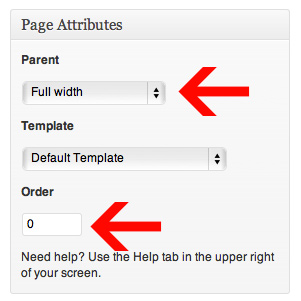 Page Attributes
Parent
Full width
Template
Default Template
Order
0
Need help? Use the Help tab in the upper right
of your screen.